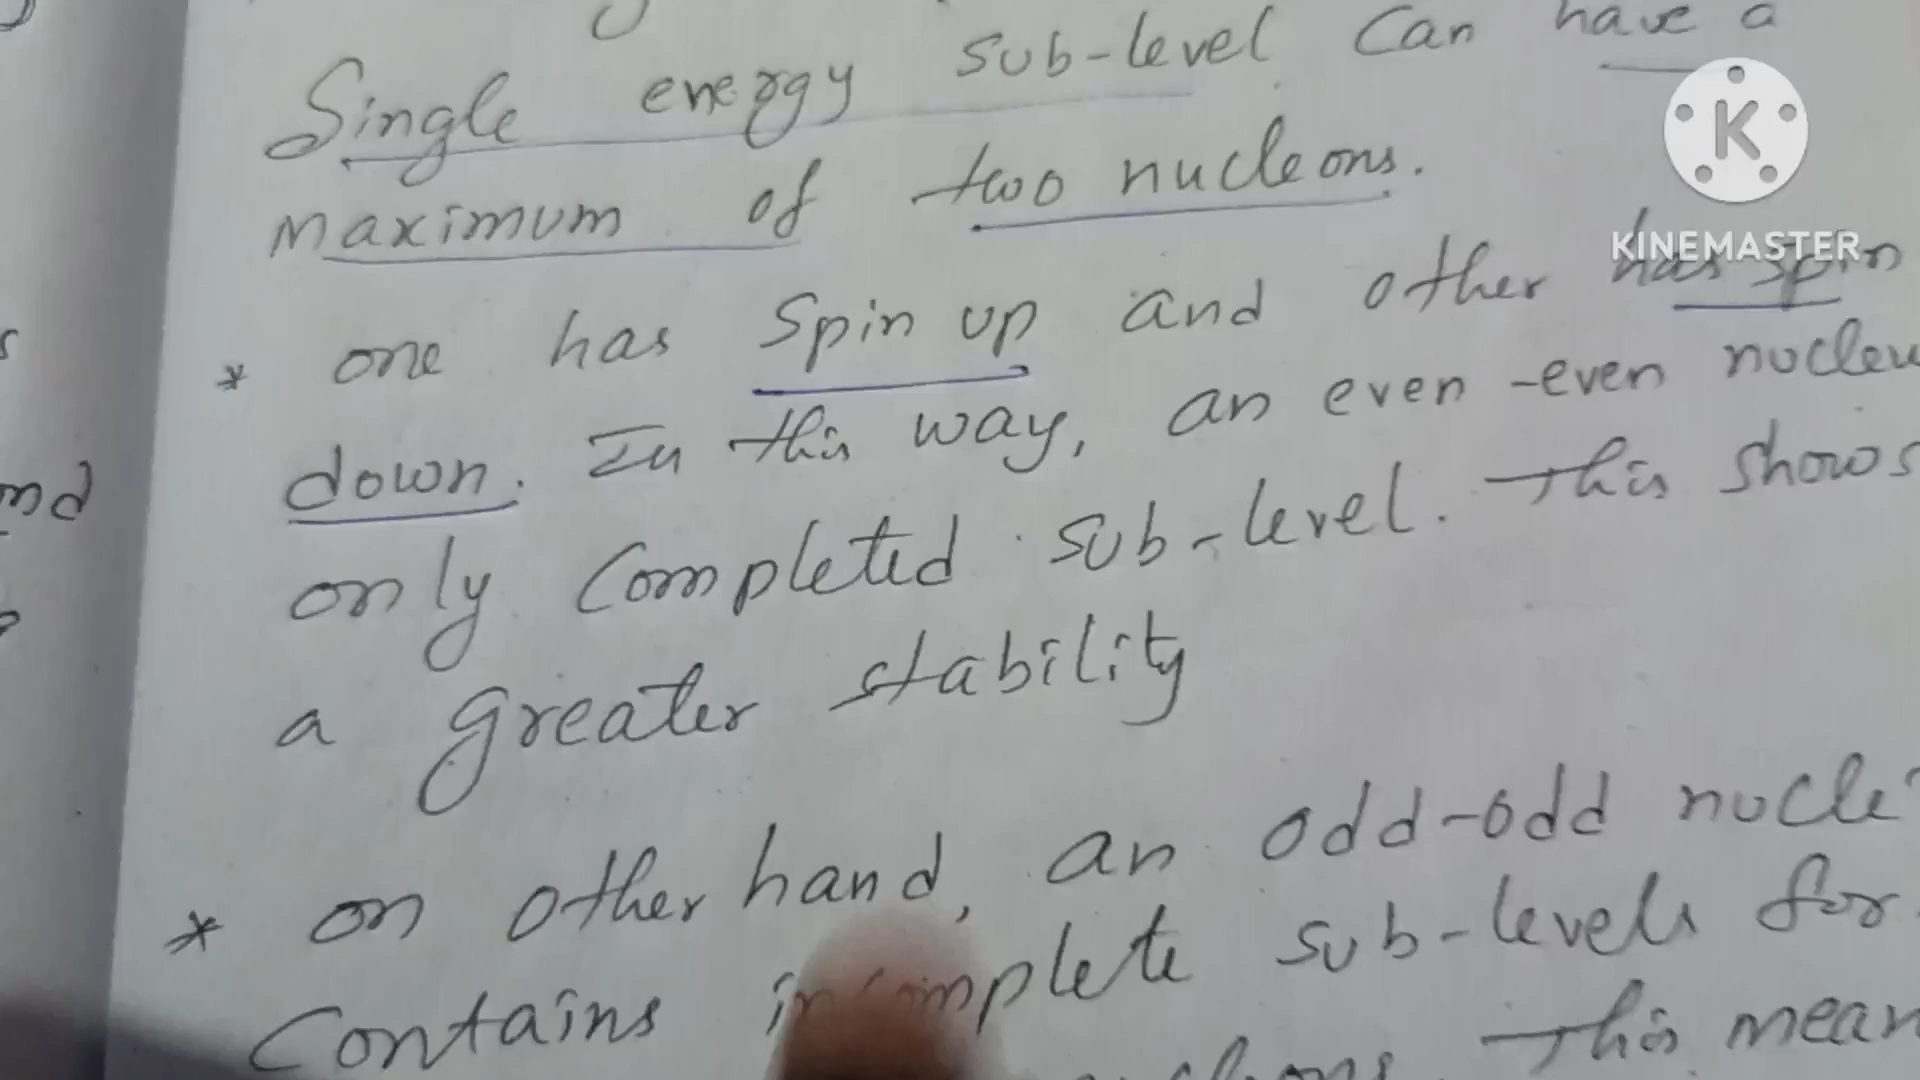 Single energy sub-level can have a
maximum of two nucleons.
* one has spin up and other has spin
down. In this way, an even-even nucleu
only completed sub-level. This shows
a greater stability
* on other hand, an odd-odd nucle
contains incomplete sub-levels for
This mean
nd
K
KINEMASTER